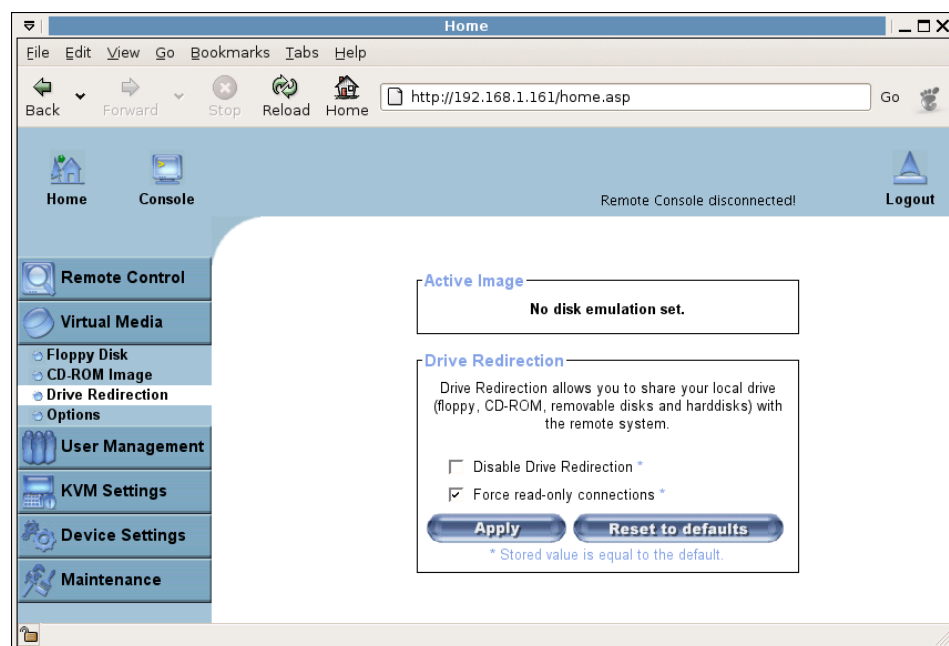 Home
File Edit View Go Bookmarks Tabs Help
Back Forward Stop Reload Home http://192.168.1.161/home.asp Go
Home Console Remote Console disconnected! Logout
Remote Control
Virtual Media
Floppy Disk
CD-ROM Image
Drive Redirection
Options
User Management
KVM Settings
Device Settings
Maintenance
Active Image
No disk emulation set.
Drive Redirection
Drive Redirection allows you to share your local drive
(floppy, CD-ROM, removable disks and harddisks) with
the remote system.
Disable Drive Redirection *
Force read-only connections *
Apply Reset to defaults
* Stored value is equal to the default.